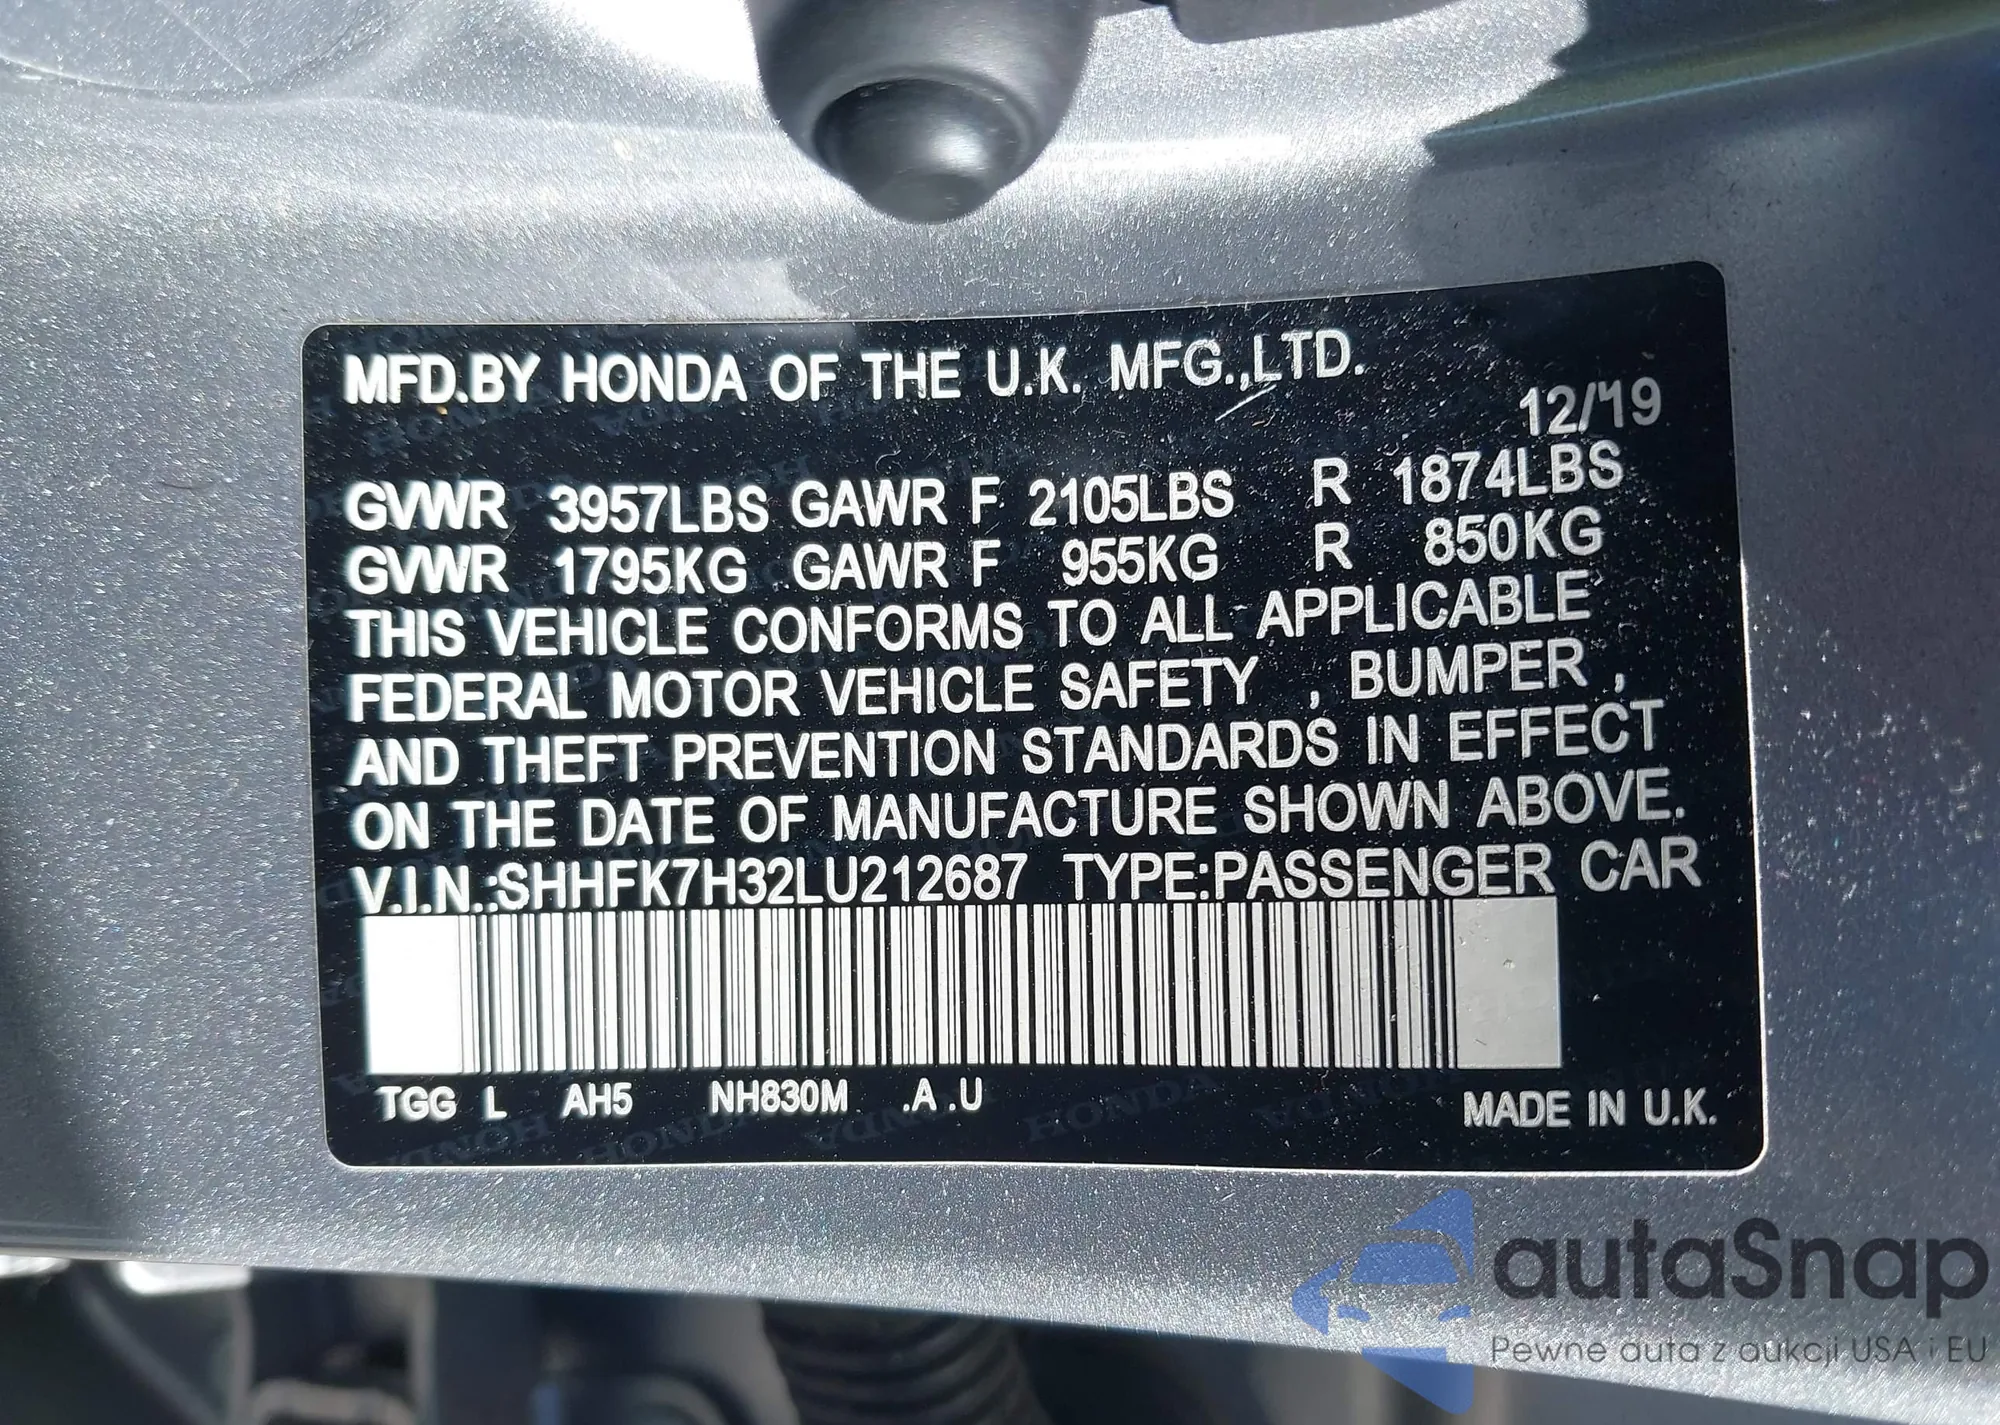 MFD.BY HONDA OF THE U.K. MFG.,LTD.
12/19
GVWR 3957LBS GAWR F 2105LBS R 1874LBS
GVWR 1795KG GAWR F 955KG R 850KG
THIS VEHICLE CONFORMS TO ALL APPLICABLE
FEDERAL MOTOR VEHICLE SAFETY , BUMPER ,
AND THEFT PREVENTION STANDARDS IN EFFECT
ON THE DATE OF MANUFACTURE SHOWN ABOVE.
V.I.N.:SHHFK7H32LU212687 TYPE:PASSENGER CAR
TGG L AH5 NH830M .A .U
MADE IN U.K.
autaSnap
Pewne auta z aukcji USA i EU